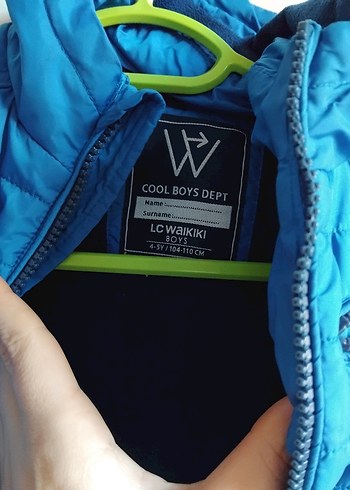 COOL BOYS DEPT
Name:....................
Surname:....................
LC WAIKIKI
BOYS
4-5Y / 104-110 CM